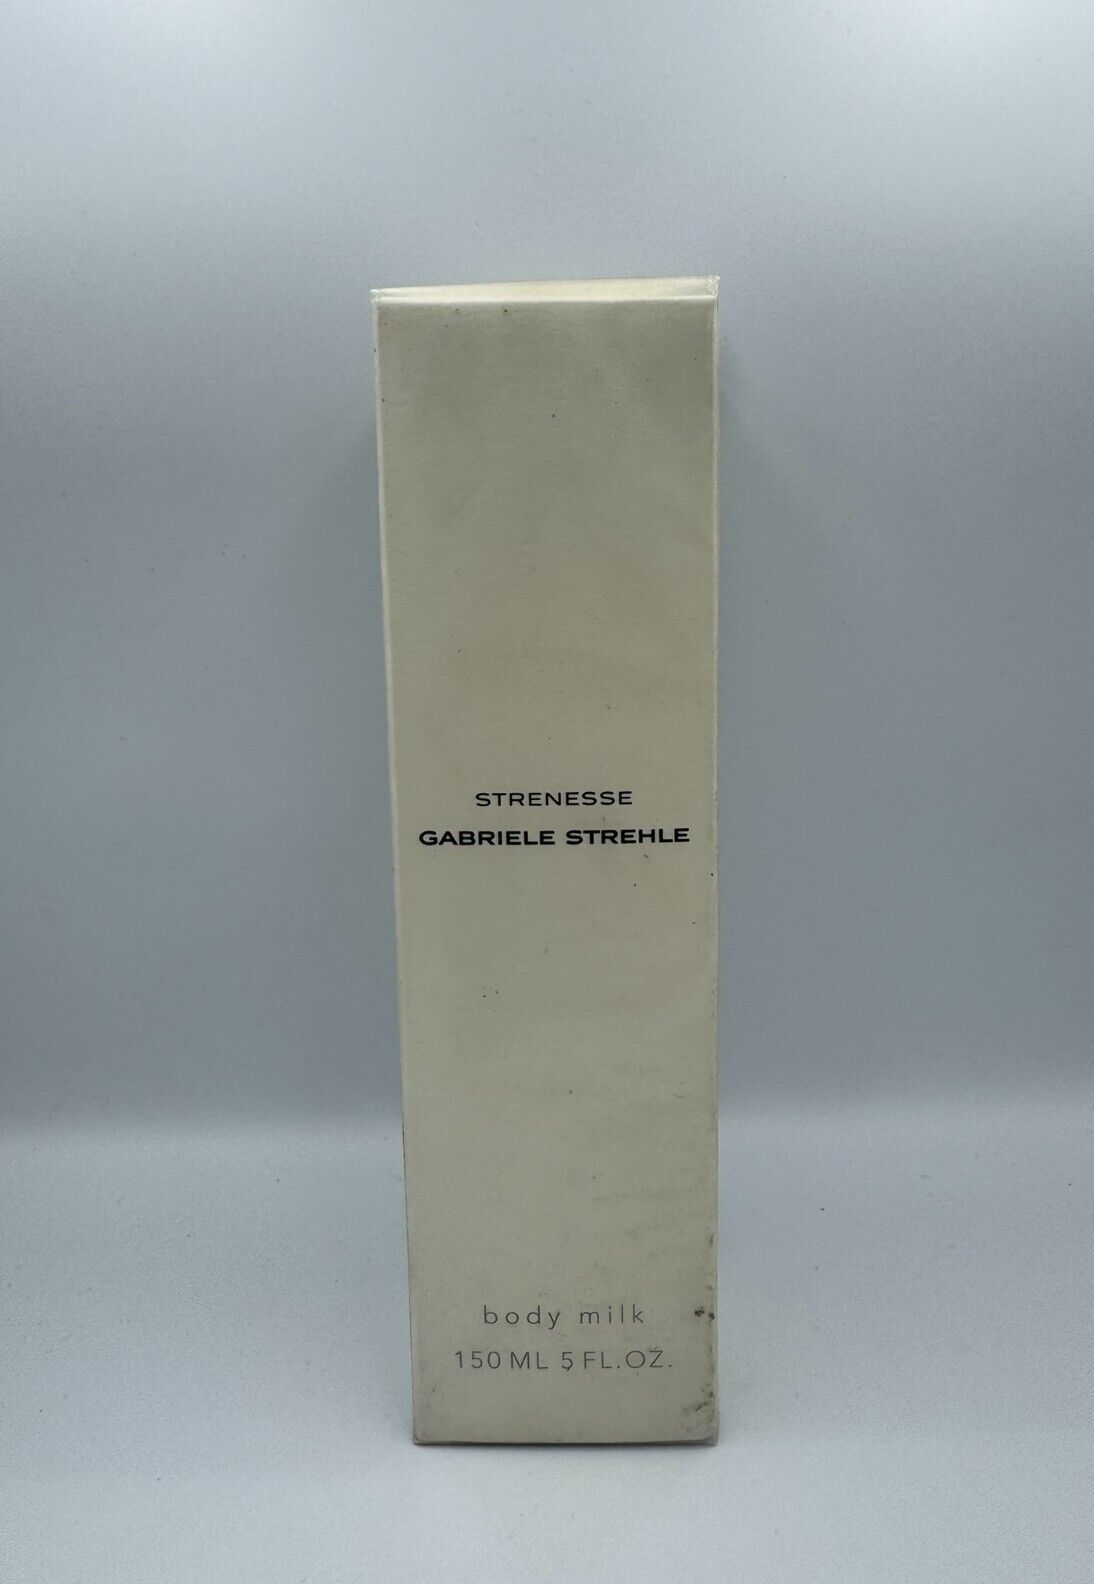 STRENESSE
GABRIELE STREHLE
body milk
150 ML 5 FL.OZ.